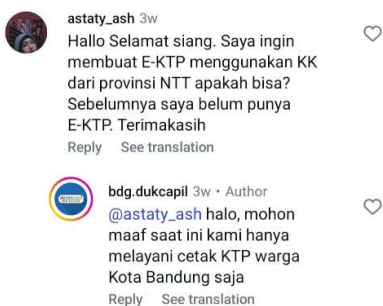 astaty_ash 3w
Hallo Selamat siang. Saya ingin
membuat E-KTP menggunakan KK
dari provinsi NTT apakah bisa?
Sebelumnya saya belum punya
E-KTP. Terimakasih
Reply See translation
bdg.dukcapil 3w • Author
@astaty_ash halo, mohon
maaf saat ini kami hanya
melayani cetak KTP warga
Kota Bandung saja
Reply See translation